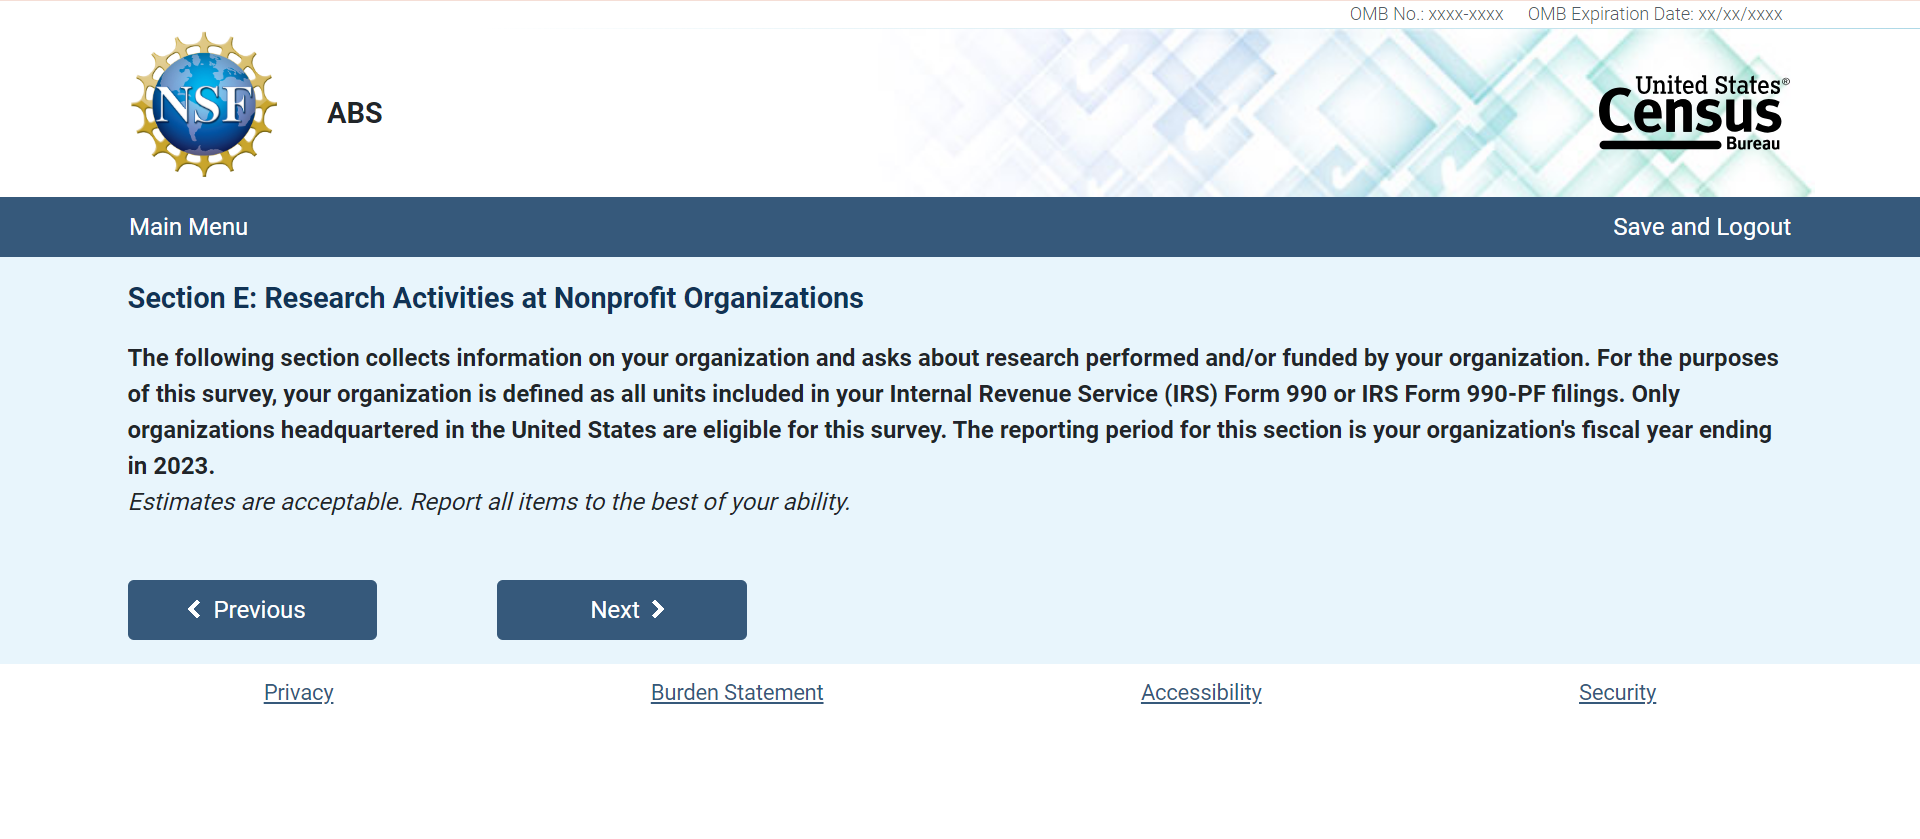 OMB No.: xxxx-xxxx OMB Expiration Date: xx/xx/xxxx
NSF
ABS
United States®
Census
Bureau
Main Menu
Save and Logout
Section E: Research Activities at Nonprofit Organizations
The following section collects information on your organization and asks about research performed and/or funded by your organization. For the purposes
of this survey, your organization is defined as all units included in your Internal Revenue Service (IRS) Form 990 or IRS Form 990-PF filings. Only
organizations headquartered in the United States are eligible for this survey. The reporting period for this section is your organization's fiscal year ending
in 2023.
Estimates are acceptable. Report all items to the best of your ability.
Previous
Next
Privacy
Burden Statement
Accessibility
Security